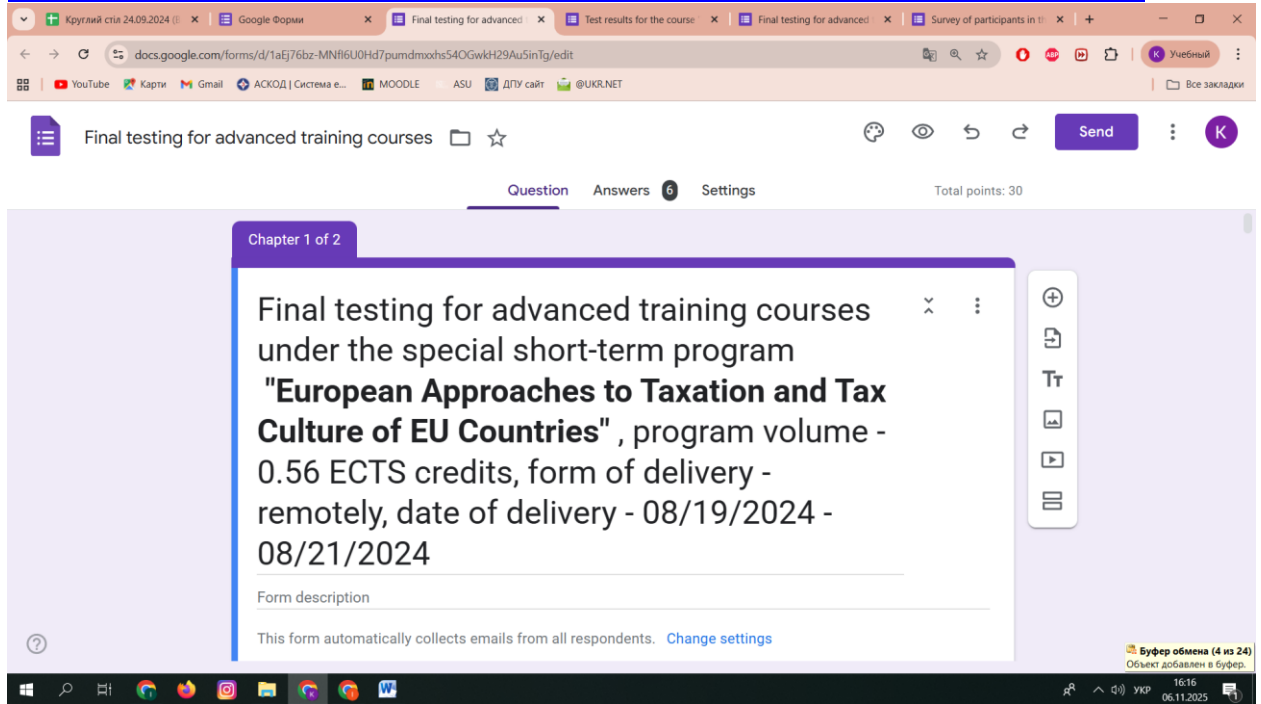 Круглий стіл 24.09.2024 (
Google Форми
Final testing for advanced
Test results for the course
Final testing for advanced
Survey of participants in th
docs.google.com/forms/d/1aEj76bz-MNfl6U0Hd7pumdmxxhs54OGwkH29Au5inTg/edit
ABP
К Учебный
YouTube Карти Gmail АСКОД | Система е... MOODLE ASU ДПУ сайт @UKR.NET Все закладки
Final testing for advanced training courses
Send
K
Question Answers 6 Settings Total points: 30
Chapter 1 of 2
Final testing for advanced training courses
under the special short-term program
"European Approaches to Taxation and Tax
Culture of EU Countries" , program volume -
0.56 ECTS credits, form of delivery -
remotely, date of delivery - 08/19/2024 -
08/21/2024
Form description
This form automatically collects emails from all respondents. Change settings
Буфер обмена (4 из 24)
Объект добавлен в буфер.
УКР
16:16
06.11.2025